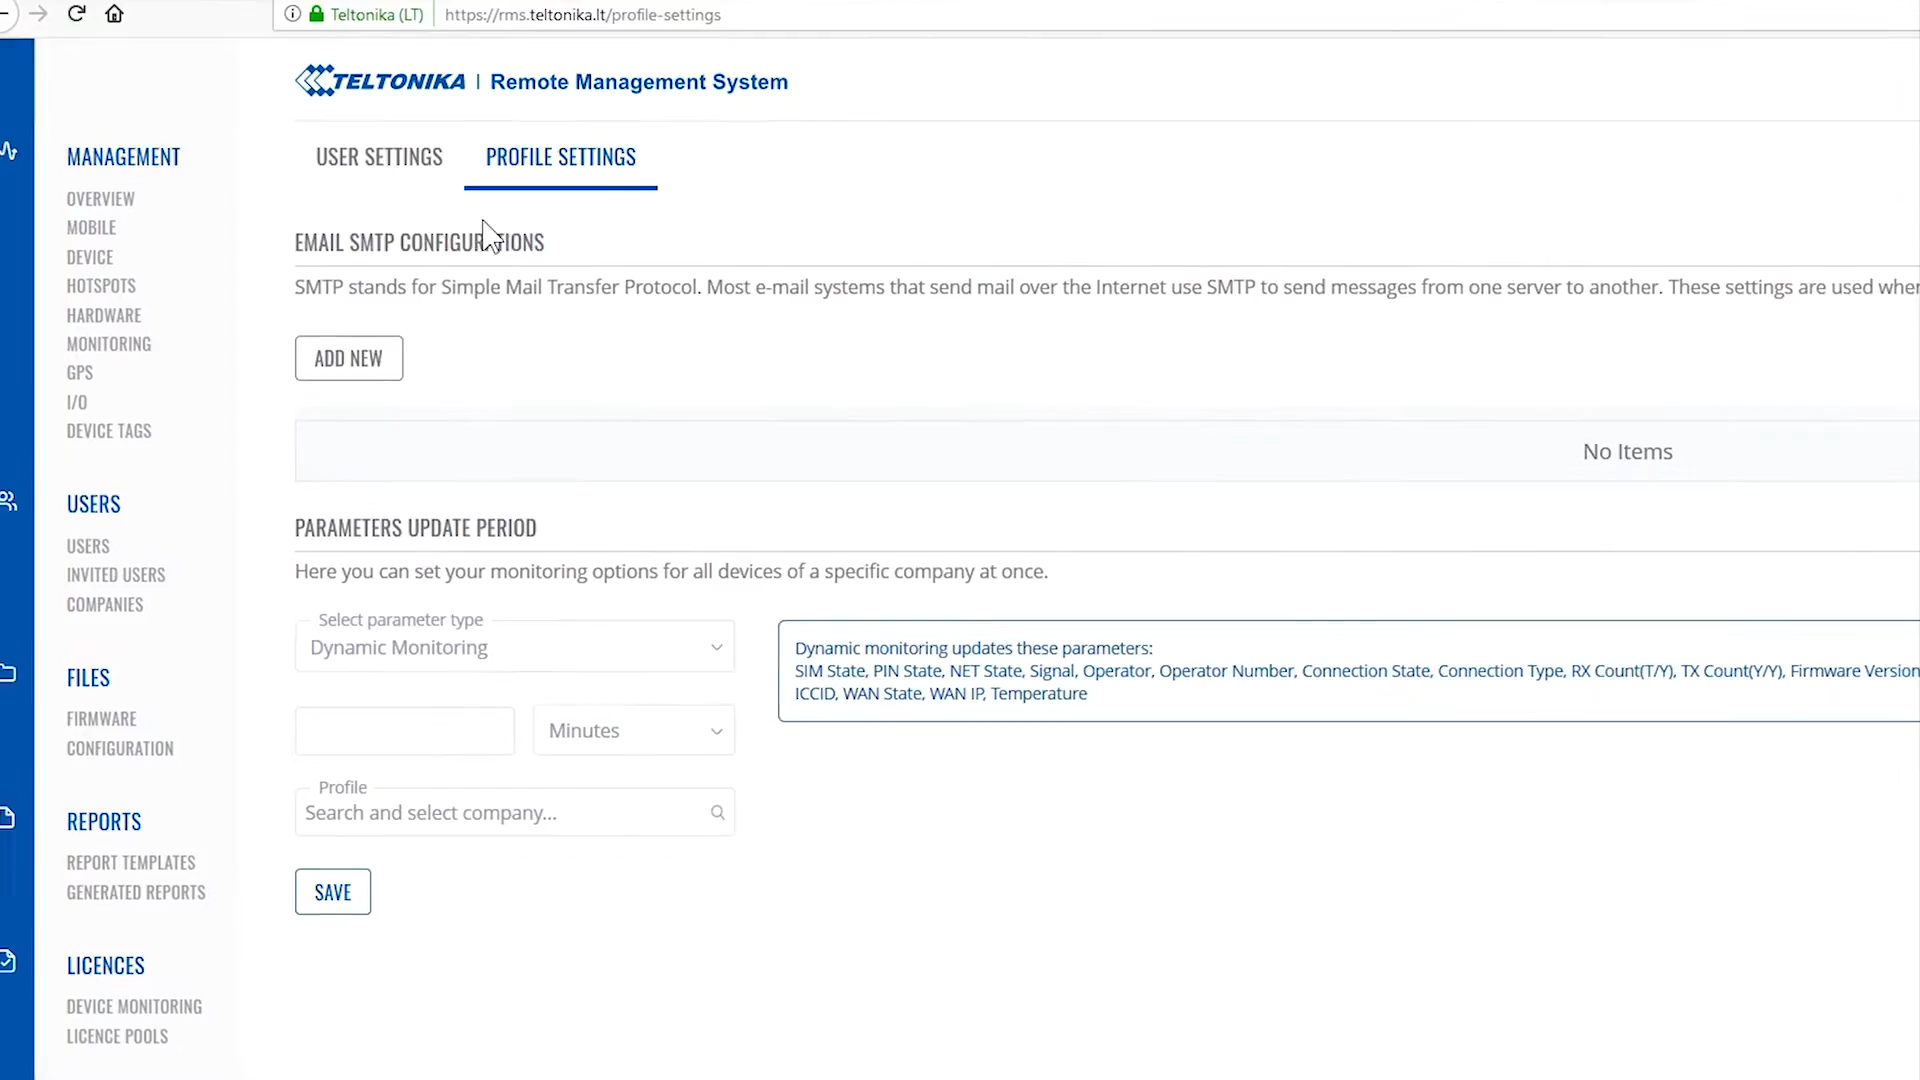 Teltonika (LT) https://rms.teltonika.lt/profile-settings
TELTONIKA | Remote Management System
MANAGEMENT
OVERVIEW
MOBILE
DEVICE
HOTSPOTS
HARDWARE
MONITORING
GPS
I/O
DEVICE TAGS
USERS
USERS
INVITED USERS
COMPANIES
FILES
FIRMWARE
CONFIGURATION
REPORTS
REPORT TEMPLATES
GENERATED REPORTS
LICENCES
DEVICE MONITORING
LICENCE POOLS
USER SETTINGS PROFILE SETTINGS
EMAIL SMTP CONFIGURATIONS
SMTP stands for Simple Mail Transfer Protocol. Most e-mail systems that send mail over the Internet use SMTP to send messages from one server to another. These settings are used
ADD NEW
No Items
PARAMETERS UPDATE PERIOD
Here you can set your monitoring options for all devices of a specific company at once.
Select parameter type
Dynamic Monitoring
Minutes
Profile
Search and select company...
SAVE
Dynamic monitoring updates these parameters:
SIM State, PIN State, NET State, Signal, Operator, Operator Number, Connection State, Connection Type, RX Count(T/Y), TX Count(Y/Y), Firmware Version
ICCID, WAN State, WAN IP, Temperature